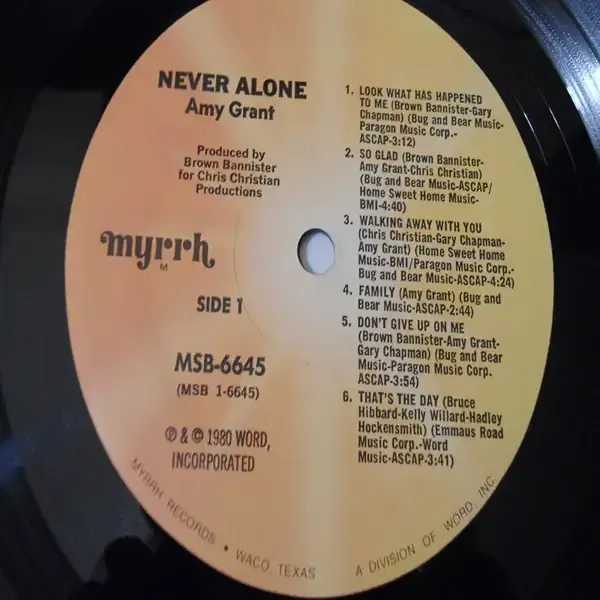 NEVER ALONE
Amy Grant
Produced by
Brown Bannister
for Chris Christian
Productions
myrrh
M
SIDE 1
MSB-6645
(MSB 1-6645)
℗ & © 1980 WORD,
INCORPORATED
1. LOOK WHAT HAS HAPPENED
TO ME (Brown Bannister-Gary
Chapman) (Bug and Bear Music-
Paragon Music Corp.-
ASCAP-3:12)
2. SO GLAD (Brown Bannister-
Amy Grant-Chris Christian)
(Bug and Bear Music-ASCAP/
Home Sweet Home Music-
BMI-4:40)
3. WALKING AWAY WITH YOU
(Chris Christian-Gary Chapman-
Amy Grant) (Home Sweet Home
Music-BMI/Paragon Music Corp.-
Bug and Bear Music-ASCAP-4:24)
4. FAMILY (Amy Grant) (Bug and
Bear Music-ASCAP-2:44)
5. DON'T GIVE UP ON ME
(Brown Bannister-Amy Grant-
Gary Chapman) (Bug and Bear
Music-Paragon Music Corp.
ASCAP-3:54)
6. THAT'S THE DAY (Bruce
Hibbard-Kelly Willard-Hadley
Hockensmith) (Emmaus Road
Music Corp.-Word
Music-ASCAP-3:41)
MYRRH RECORDS • WACO, TEXAS A DIVISION OF WORD INC